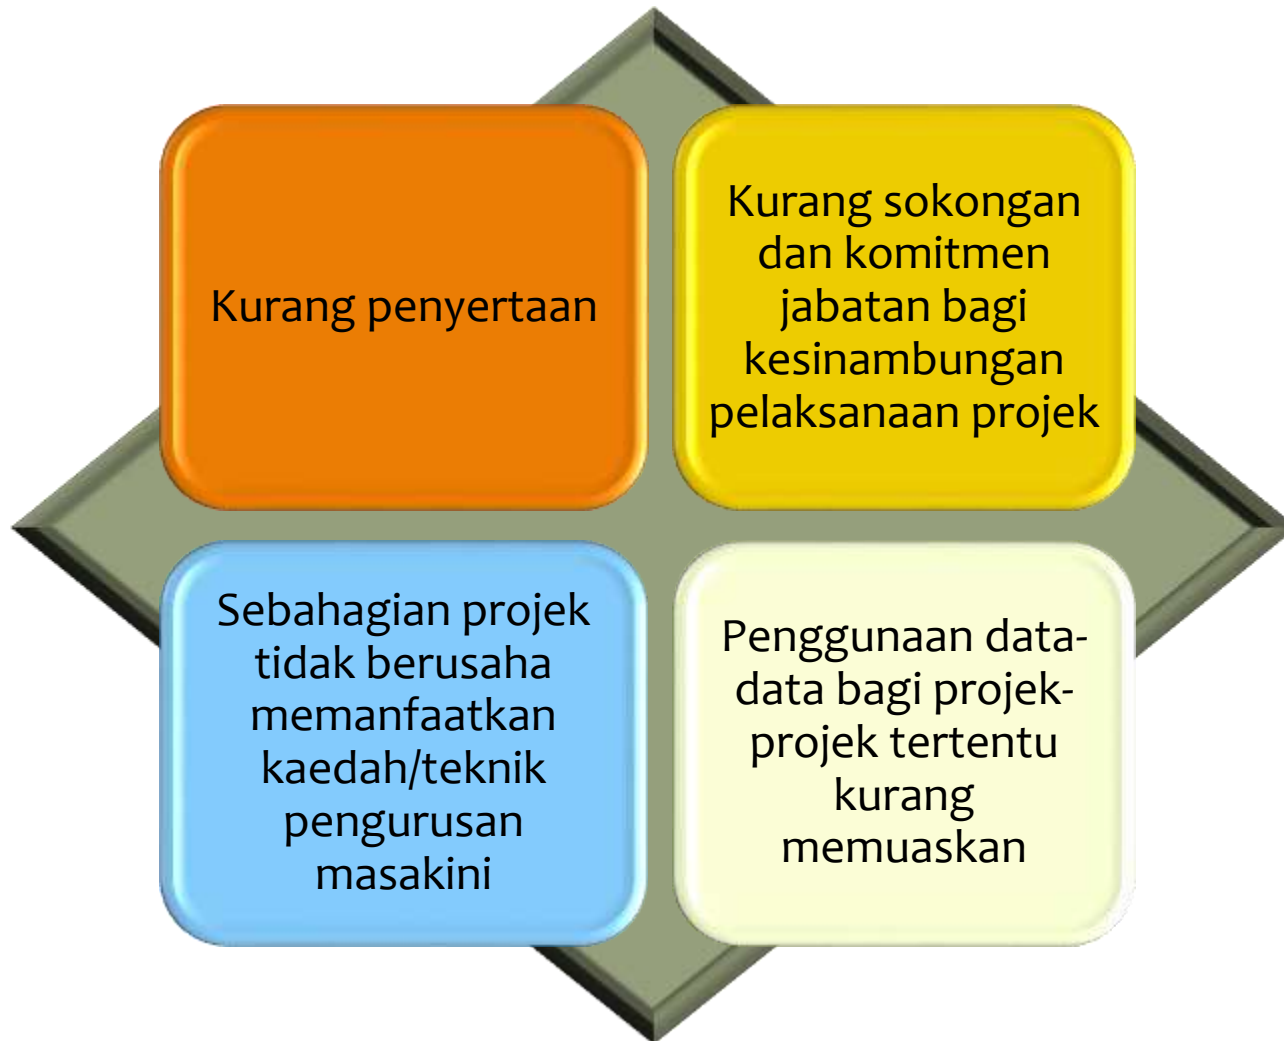 Kurang penyertaan
Kurang sokongan
dan komitmen
jabatan bagi
kesinambungan
pelaksanaan projek
Sebahagian projek
tidak berusaha
memanfaatkan
kaedah/teknik
pengurusan
masakini
Penggunaan data-
data bagi projek-
projek tertentu
kurang
memuaskan